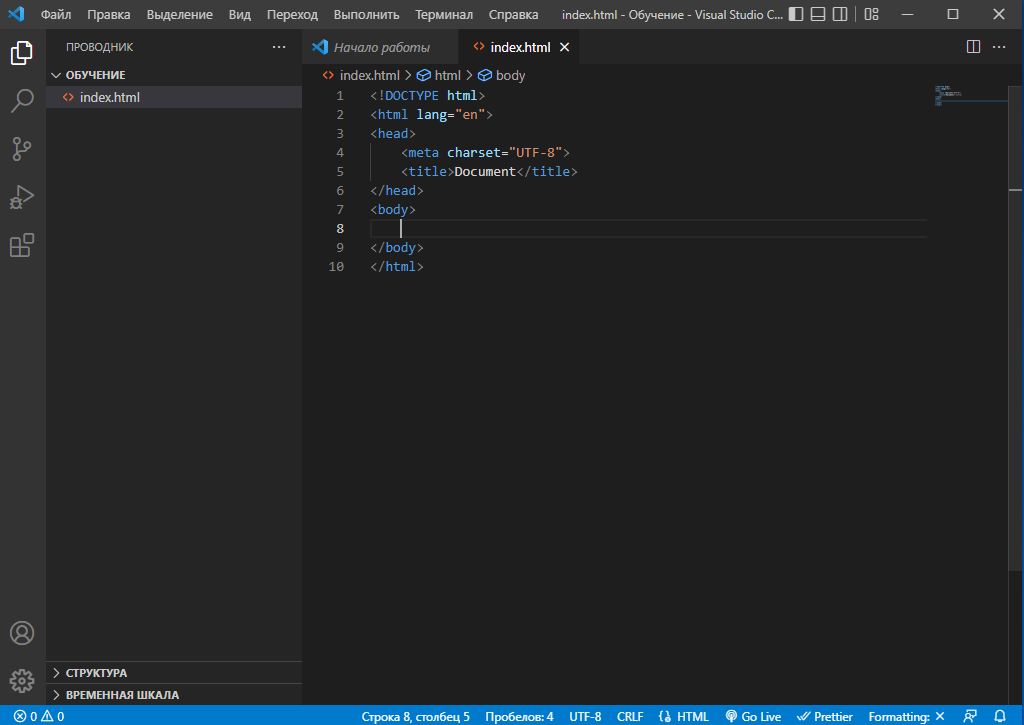 Файл Правка Выделение Вид Переход Выполнить Терминал Справка index.html - Обучение - Visual Studio C...
ПРОВОДНИК ...
ОБУЧЕНИЕ
index.html
СТРУКТУРА
ВРЕМЕННАЯ ШКАЛА
Начало работы index.html
index.html > html > body
1 <!DOCTYPE html>
2 <html lang="en">
3 <head>
4 <meta charset="UTF-8">
5 <title>Document</title>
6 </head>
7 <body>
8
9 </body>
10 </html>
0 0 Строка 8, столбец 5 Пробелов: 4 UTF-8 CRLF {} HTML Go Live Prettier Formatting: ×